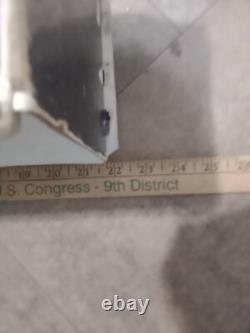 19 20 21 22 23 24 25
U.S. Congress - 9th District